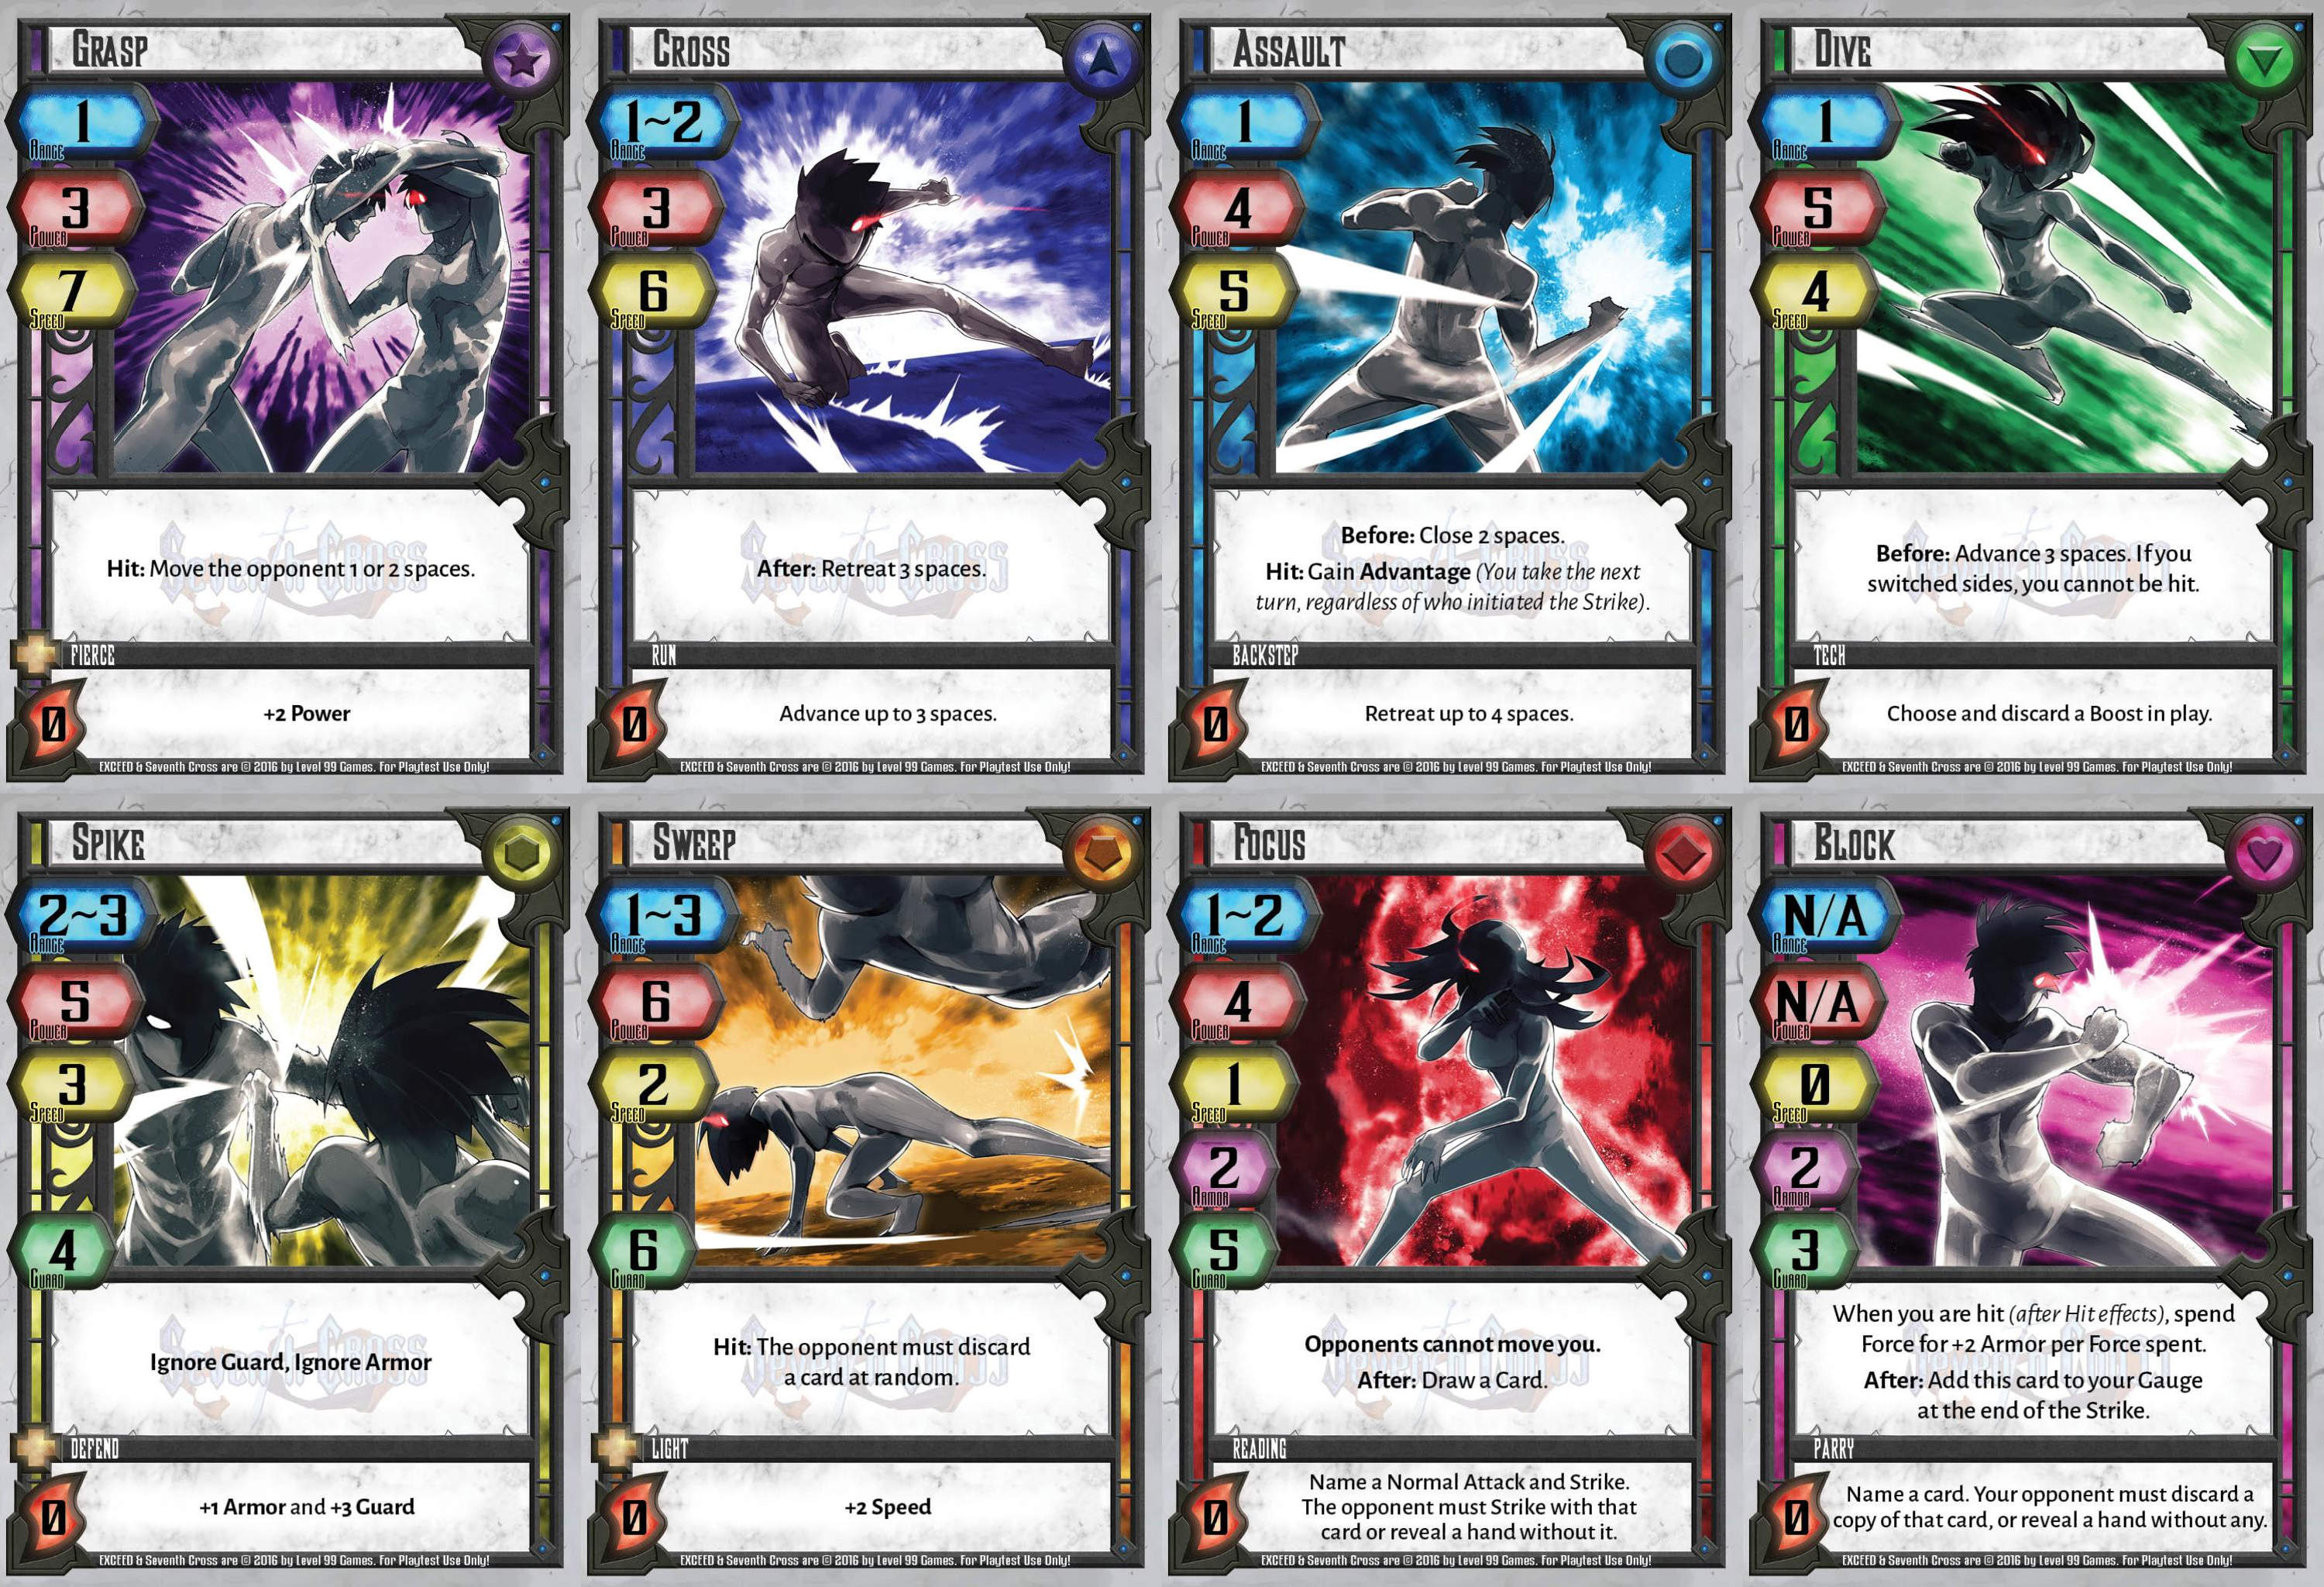 GRASP
1
RANGE
3
POWER
7
SPEED
Hit: Move the opponent 1 or 2 spaces.
FIERCE
0
+2 Power
EXCEED & Seventh Cross are © 2016 by Level 99 Games. For Playtest Use Only!
CROSS
1~2
RANGE
3
POWER
6
SPEED
After: Retreat 3 spaces.
RUN
0
Advance up to 3 spaces.
EXCEED & Seventh Cross are © 2016 by Level 99 Games. For Playtest Use Only!
ASSAULT
1
RANGE
4
POWER
5
SPEED
Before: Close 2 spaces.
Hit: Gain Advantage (You take the next
turn, regardless of who initiated the Strike).
BACKSTEP
0
Retreat up to 4 spaces.
EXCEED & Seventh Cross are © 2016 by Level 99 Games. For Playtest Use Only!
DIVE
1
RANGE
5
POWER
4
SPEED
Before: Advance 3 spaces. If you
switched sides, you cannot be hit.
TECH
0
Choose and discard a Boost in play.
EXCEED & Seventh Cross are © 2016 by Level 99 Games. For Playtest Use Only!
SPIKE
2~3
RANGE
5
POWER
3
SPEED
4
GUARD
Ignore Guard, Ignore Armor
DEFEND
0
+1 Armor and +3 Guard
EXCEED & Seventh Cross are © 2016 by Level 99 Games. For Playtest Use Only!
SWEEP
1~3
RANGE
6
POWER
2
SPEED
6
GUARD
Hit: The opponent must discard
a card at random.
LIGHT
0
+2 Speed
EXCEED & Seventh Cross are © 2016 by Level 99 Games. For Playtest Use Only!
FOCUS
1~2
RANGE
4
POWER
1
SPEED
2
ARMOR
5
GUARD
Opponents cannot move you.
After: Draw a Card.
READING
0
Name a Normal Attack and Strike.
The opponent must Strike with that
card or reveal a hand without it.
EXCEED & Seventh Cross are © 2016 by Level 99 Games. For Playtest Use Only!
BLOCK
N/A
RANGE
N/A
POWER
0
SPEED
2
ARMOR
3
GUARD
When you are hit (after Hit effects), spend
Force for +2 Armor per Force spent.
After: Add this card to your Gauge
at the end of the Strike.
PARRY
0
Name a card. Your opponent must discard a
copy of that card, or reveal a hand without any.
EXCEED & Seventh Cross are © 2016 by Level 99 Games. For Playtest Use Only!